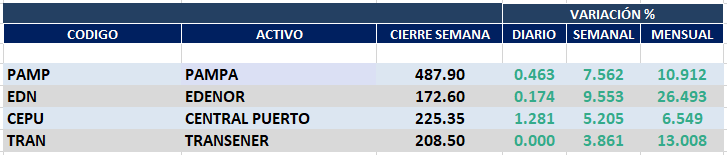 VARIACIÓN %
CODIGO ACTIVO CIERRE SEMANA DIARIO SEMANAL MENSUAL
PAMP PAMPA 487.90 0.463 7.562 10.912
EDN EDENOR 172.60 0.174 9.553 26.493
CEPU CENTRAL PUERTO 225.35 1.281 5.205 6.549
TRAN TRANSENER 208.50 0.000 3.861 13.008